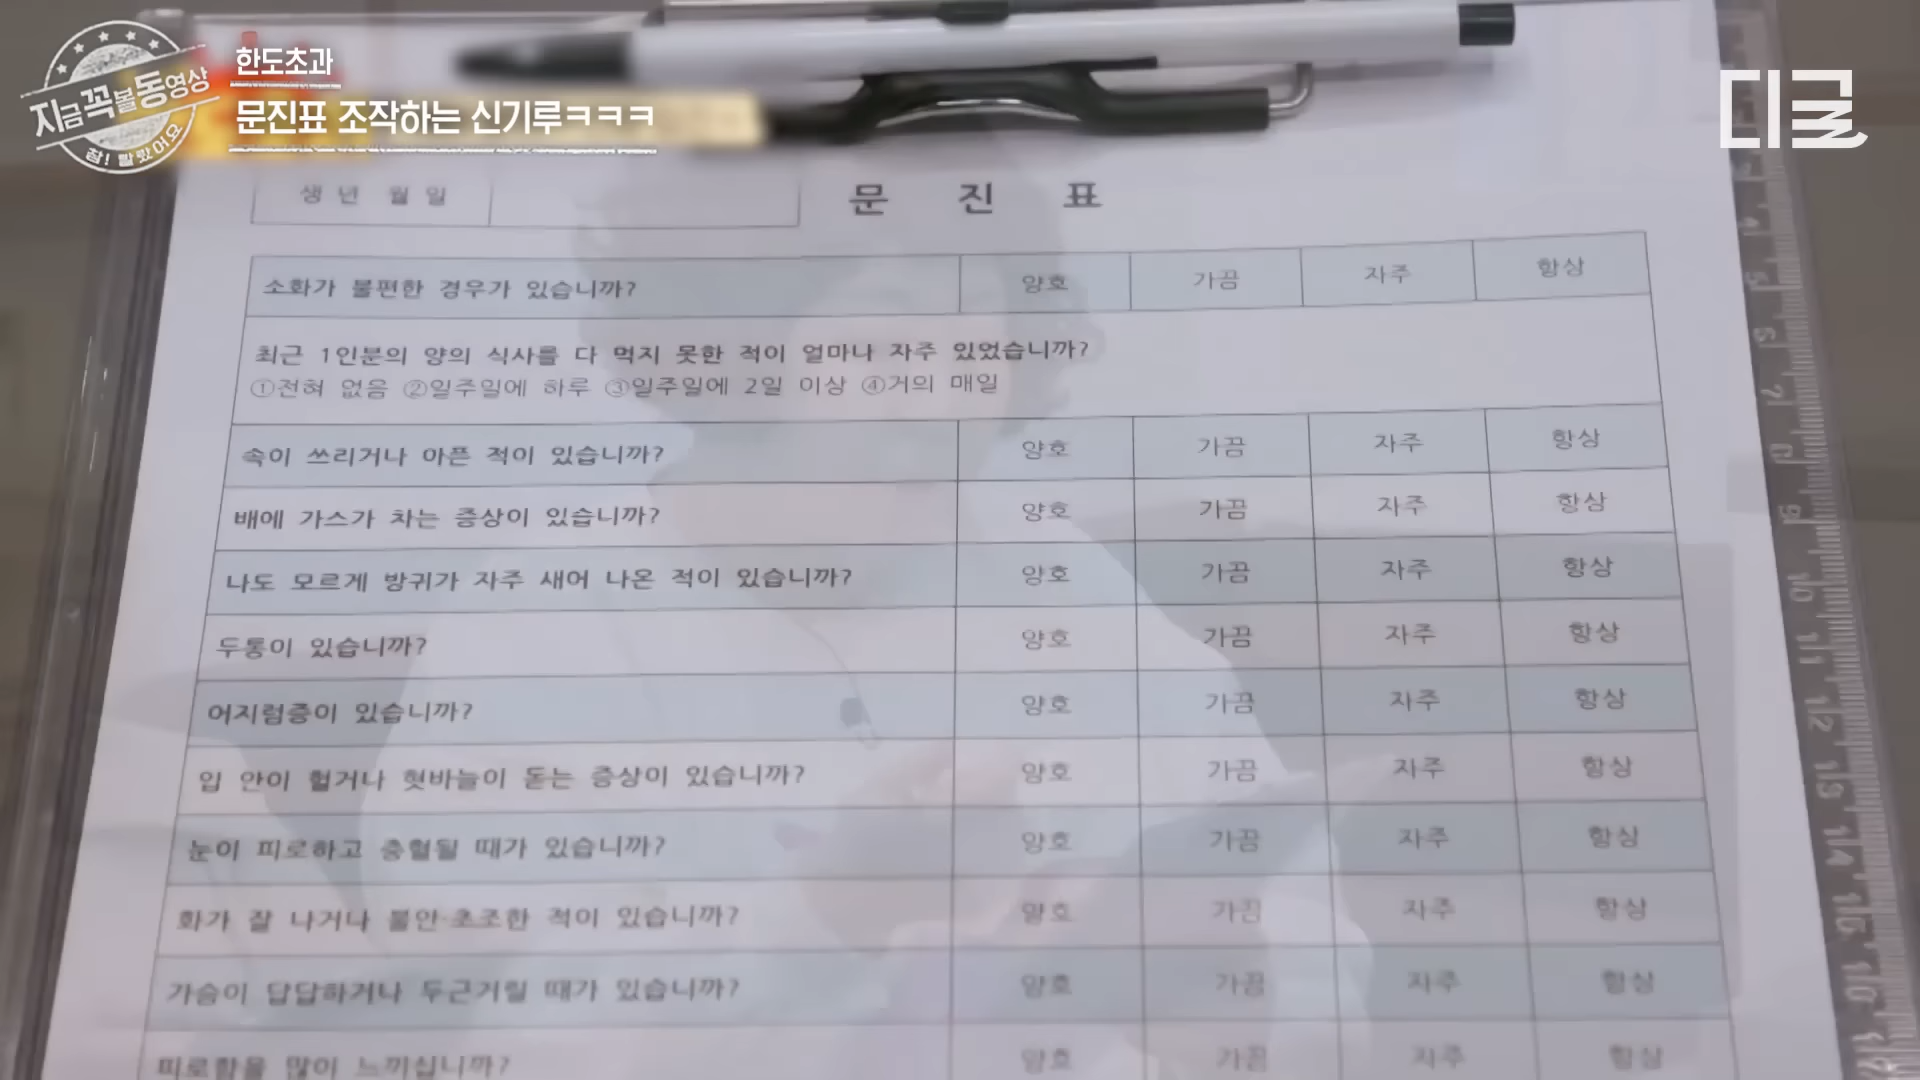 지금 꼭 볼 동영상
참! 잘 봤어요
한도초과
문진표 조작하는 신기루ㅋㅋㅋ
디글
생 년 월 일
문 진 표
소화가 불편한 경우가 있습니까? 양호 가끔 자주 항상
최근 1인분의 양의 식사를 다 먹지 못한 적이 얼마나 자주 있었습니까?
①전혀 없음 ②일주일에 하루 ③일주일에 2일 이상 ④거의 매일
속이 쓰리거나 아픈 적이 있습니까? 양호 가끔 자주 항상
배에 가스가 차는 증상이 있습니까? 양호 가끔 자주 항상
나도 모르게 방귀가 자주 새어 나온 적이 있습니까? 양호 가끔 자주 항상
두통이 있습니까? 양호 가끔 자주 항상
어지럼증이 있습니까? 양호 가끔 자주 항상
입 안이 헐거나 혓바늘이 돋는 증상이 있습니까? 양호 가끔 자주 항상
눈이 피로하고 충혈될 때가 있습니까? 양호 가끔 자주 항상
화가 잘 나거나 불안·초조한 적이 있습니까? 양호 가끔 자주 항상
가슴이 답답하거나 두근거릴 때가 있습니까? 양호 가끔 자주 항상
피로함을 많이 느끼십니까? 양호 가끔 자주 항상